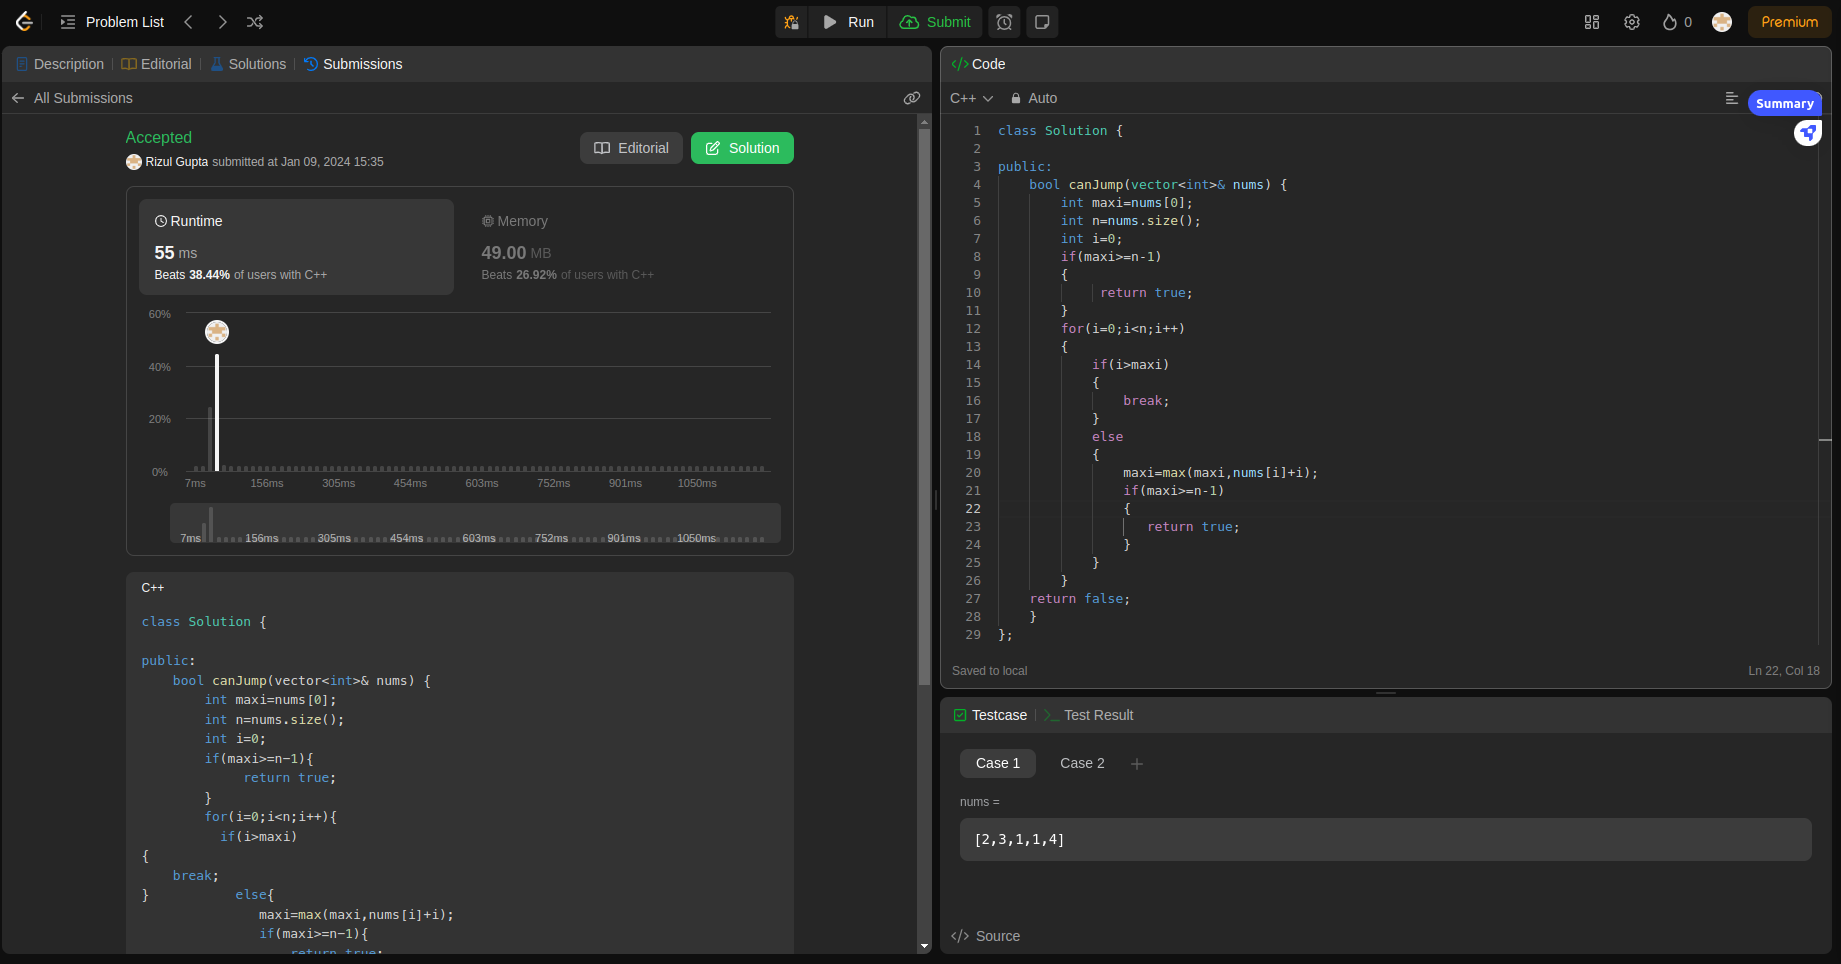 Problem List
Run
Submit
0
Premium
Description
Editorial
Solutions
Submissions
All Submissions
Accepted
Rizul Gupta submitted at Jan 09, 2024 15:35
Editorial
Solution
Runtime
55 ms
Beats 38.44% of users with C++
Memory
49.00 MB
Beats 26.92% of users with C++
60%
40%
20%
0%
7ms 156ms 305ms 454ms 603ms 752ms 901ms 1050ms
7ms 156ms 305ms 454ms 603ms 752ms 901ms 1050ms
C++
class Solution {
public:
bool canJump(vector<int>& nums) {
int maxi=nums[0];
int n=nums.size();
int i=0;
if(maxi>=n-1){
return true;
}
for(i=0;i<n;i++){
if(i>maxi)
{
break;
} else{
maxi=max(maxi,nums[i]+i);
if(maxi>=n-1){
return true;
Code
C++
Auto
Summary
1 class Solution {
2
3 public:
4 bool canJump(vector<int>& nums) {
5 int maxi=nums[0];
6 int n=nums.size();
7 int i=0;
8 if(maxi>=n-1)
9 {
10 return true;
11 }
12 for(i=0;i<n;i++)
13 {
14 if(i>maxi)
15 {
16 break;
17 }
18 else
19 {
20 maxi=max(maxi,nums[i]+i);
21 if(maxi>=n-1)
22 {
23 return true;
24 }
25 }
26 }
27 return false;
28 }
29 };
Saved to local
Ln 22, Col 18
Testcase
Test Result
Case 1
Case 2
nums =
[2,3,1,1,4]
Source